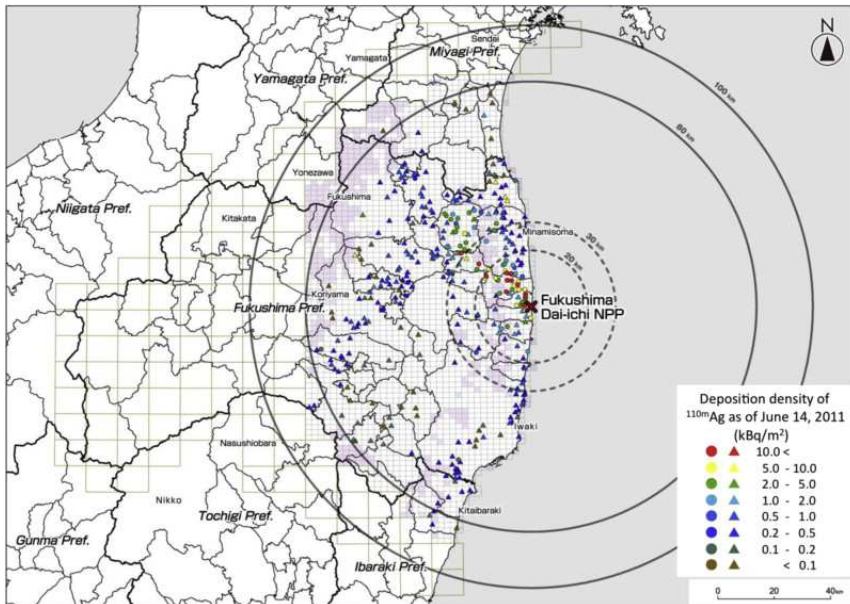 N
Sendai
Miyagi Pref.
Yamagata
Yamagata Pref.
100 km
80 km
Yonezawa
Niigata Pref.
Fukushima
Kitakata
Minamisoma
30 km
20 km
Koriyama
Fukushima Pref.
Fukushima
Dai-ichi NPP
Iwaki
Nasushiobara
Nikko
Tochigi Pref.
Kitaibaraki
Gunma Pref.
Ibaraki Pref.
Deposition density of
110mAg as of June 14, 2011
(kBq/m2)
10.0 <
5.0 - 10.0
2.0 - 5.0
1.0 - 2.0
0.5 - 1.0
0.2 - 0.5
0.1 - 0.2
< 0.1
0 20 40km